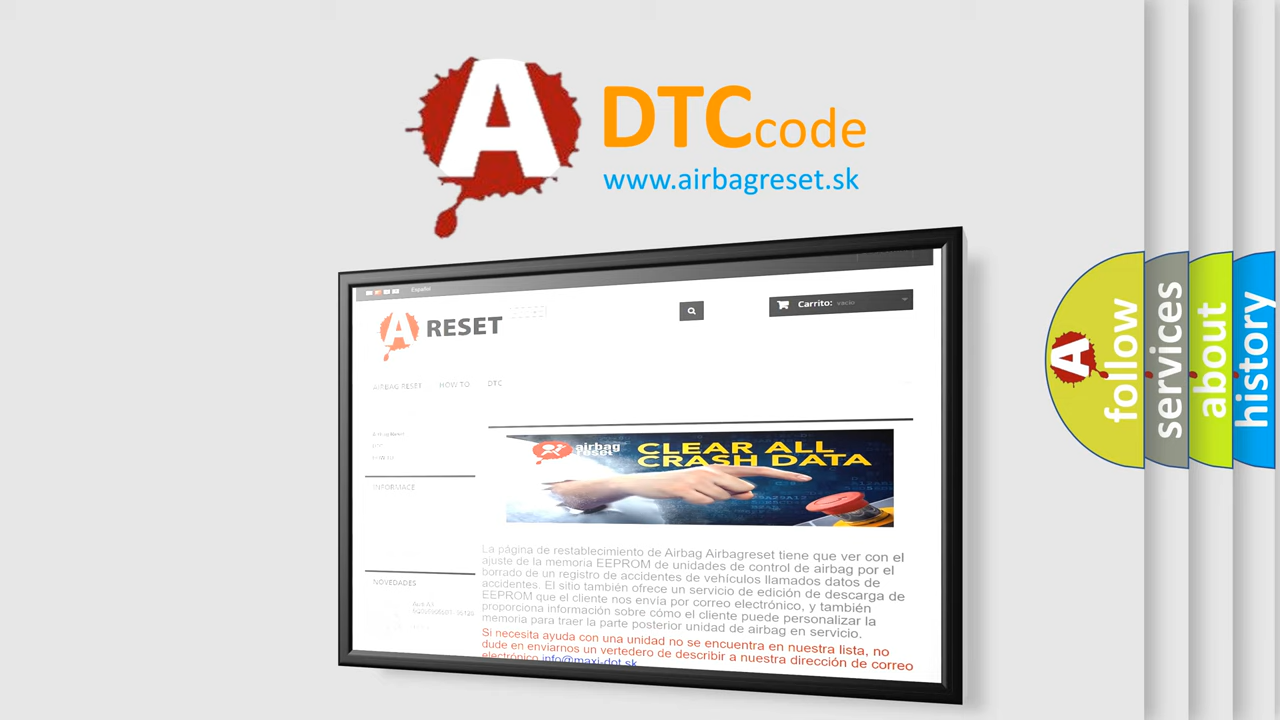 A DTCcode
www.airbagreset.sk
Español
A RESET
Carrito: vacío
AIRBAG RESET HOW TO DTC
INFORMACE
NOVEDADES
airbag
reset
CLEAR ALL
CRASH DATA
La página de restablecimiento de Airbag Airbagreset tiene que ver con el
ajuste de la memoria EEPROM de unidades de control de airbag por el
borrado de un registro de accidentes de vehículos llamados datos de
accidentes. El sitio también ofrece un servicio de edición de descarga de
EEPROM que el cliente nos envía por correo electrónico, y también
proporciona información sobre cómo el cliente puede personalizar la
memoria para traer la parte posterior unidad de airbag en servicio.
Si necesita ayuda con una unidad no se encuentra en nuestra lista, no
dude en enviarnos un vertedero de describir a nuestra dirección de correo
electrónico info@maxi-dot.sk
A follow
services
about
history